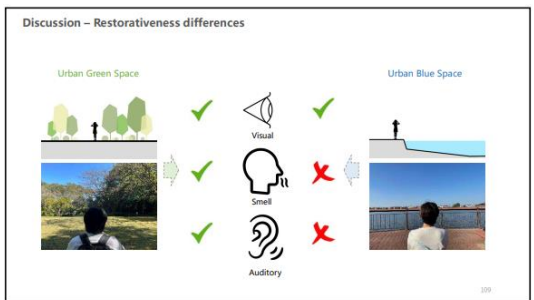 Discussion – Restorativeness differences
Urban Green Space
Urban Blue Space
Visual
Smell
Auditory
109